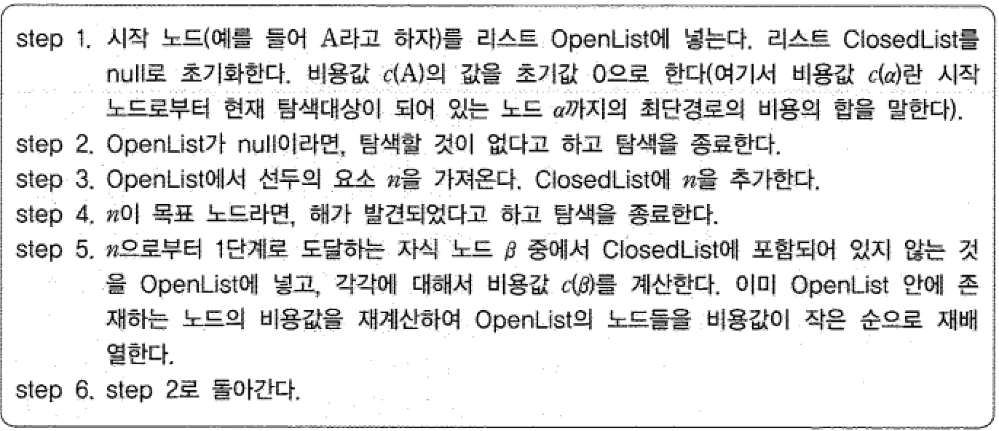 step 1. 시작 노드(예를 들어 A라고 하자)를 리스트 OpenList에 넣는다. 리스트 ClosedList를
null로 초기화한다. 비용값 c(A)의 값을 초기값 0으로 한다(여기서 비용값 c(α)란 시작
노드로부터 현재 탐색대상이 되어 있는 노드 α까지의 최단경로의 비용의 합을 말한다).
step 2. OpenList가 null이라면, 탐색할 것이 없다고 하고 탐색을 종료한다.
step 3. OpenList에서 선두의 요소 n을 가져온다. ClosedList에 n을 추가한다.
step 4. n이 목표 노드라면, 해가 발견되었다고 하고 탐색을 종료한다.
step 5. n으로부터 1단계로 도달하는 자식 노드 β 중에서 ClosedList에 포함되어 있지 않는 것
을 OpenList에 넣고, 각각에 대해서 비용값 c(β)를 계산한다. 이미 OpenList 안에 존
재하는 노드의 비용값을 재계산하여 OpenList의 노드들을 비용값이 작은 순으로 재배
열한다.
step 6. step 2로 돌아간다.